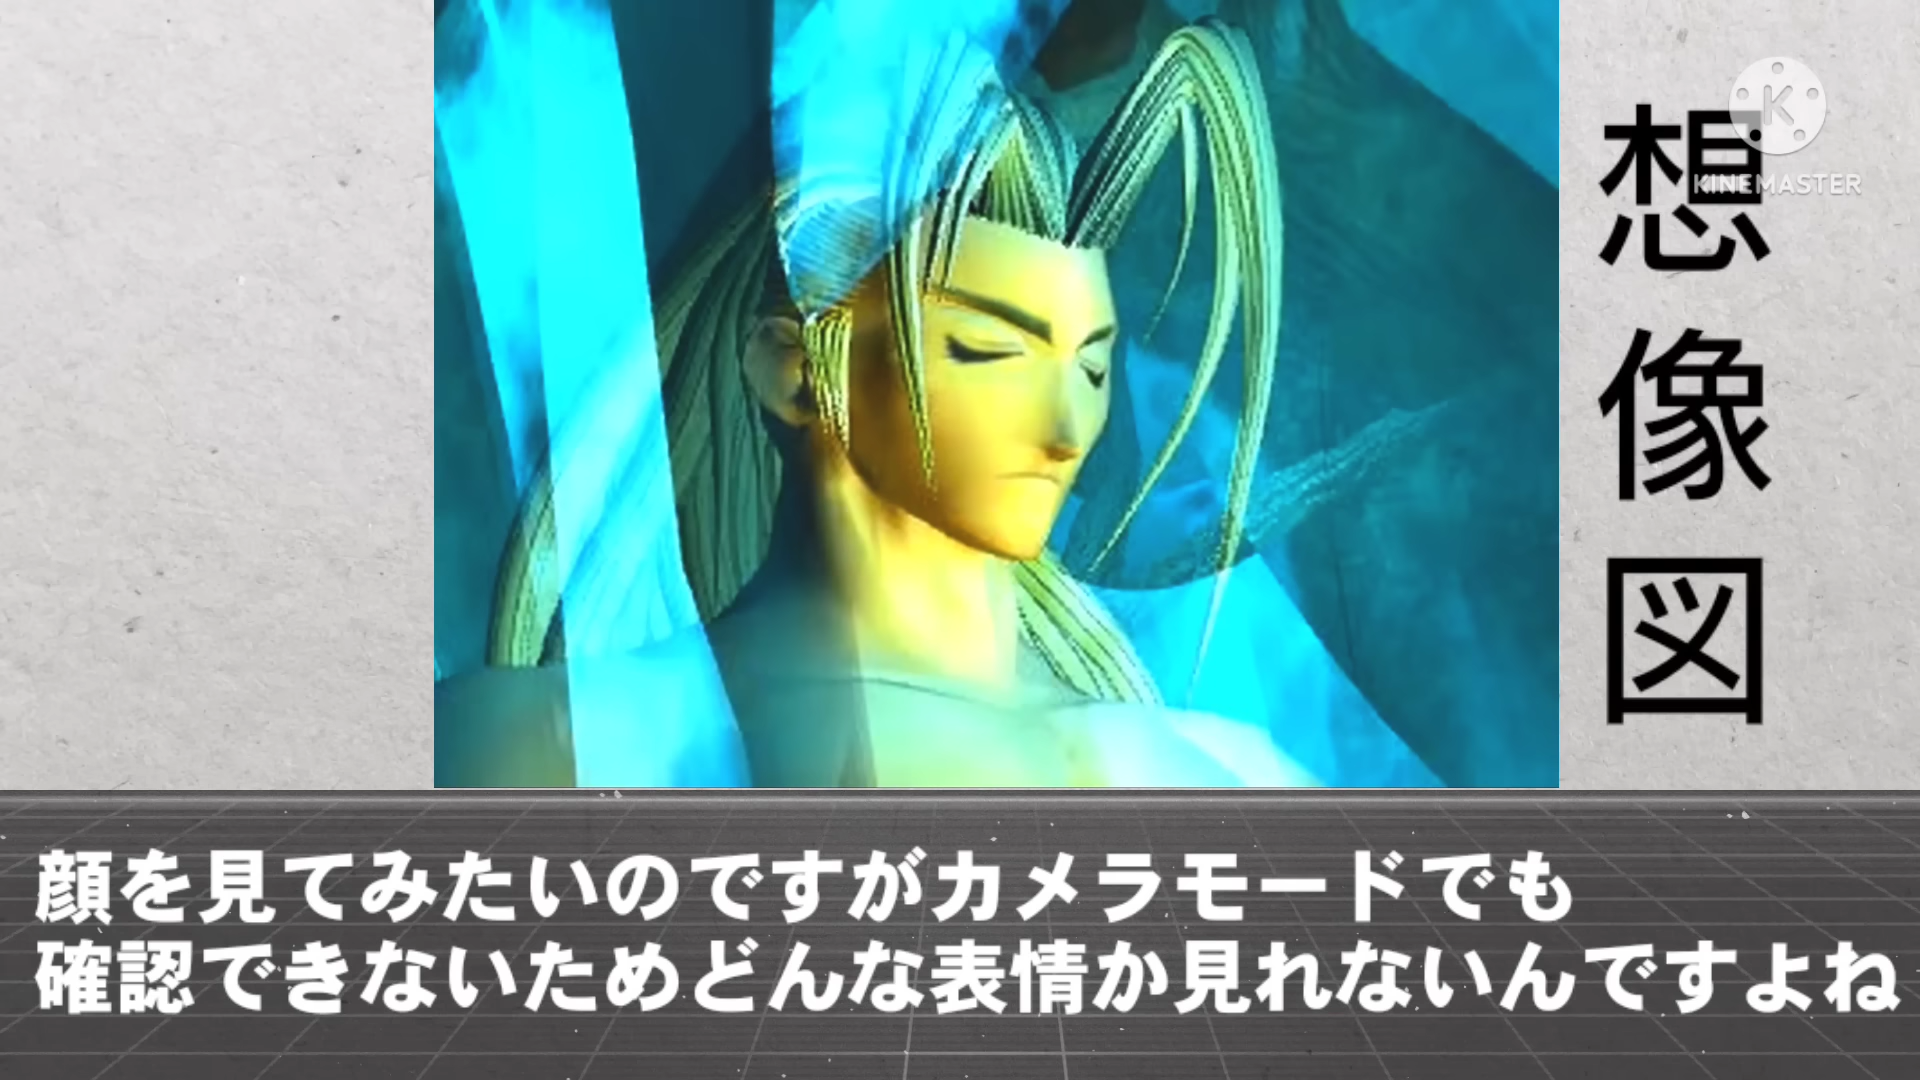 想像図
K
KINEMASTER
顔を見てみたいのですがカメラモードでも
確認できないためどんな表情か見れないんですよね